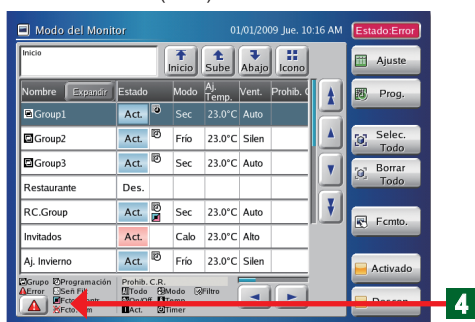 Modo del Monitor 01/01/2009 Jue. 10:16 AM Estado:Error
Inicio Inicio Sube Abajo Icono Ajuste
Nombre Expandir Estado Modo Aj. Temp. Vent. Prohib. Prog.
Group1 Act. Sec 23.0°C Auto
Group2 Act. Frío 23.0°C Silen Selec. Todo
Group3 Act. Sec 23.0°C Auto Borrar Todo
Restaurante Des.
R.C.Group Act. Sec 23.0°C Auto Fcmto.
Invitados Act. Calo 23.0°C Alto
Aj. Invierno Act. Frío 23.0°C Silen Activado
Grupo Programación Prohib. C.R.
Error Señ Todo Modo Filtro
On/Off Temp
Act. Timer
4